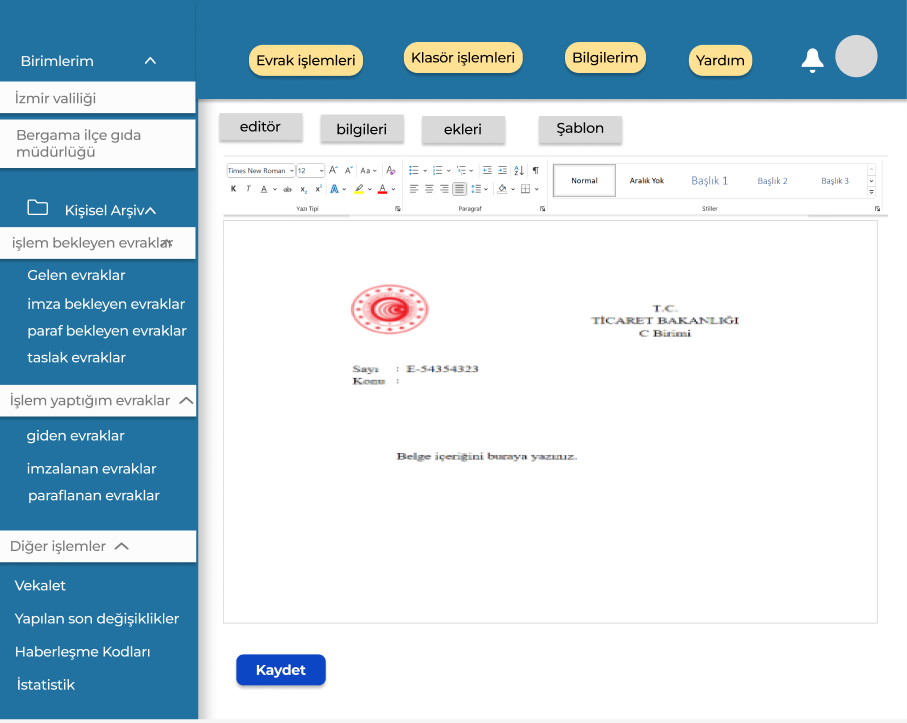 Birimlerim
İzmir valiliği
Bergama ilçe gıda
müdürlüğü
Kişisel Arşiv
işlem bekleyen evraklar
Gelen evraklar
imza bekleyen evraklar
paraf bekleyen evraklar
taslak evraklar
İşlem yaptığım evraklar
giden evraklar
imzalanan evraklar
paraflanan evraklar
Diğer işlemler
Vekalet
Yapılan son değişiklikler
Haberleşme Kodları
İstatistik
Evrak işlemleri Klasör işlemleri Bilgilerim Yardım
editör bilgileri ekleri Şablon
Times New Roman 12 Aa
Normal Aralık Yok Başlık 1 Başlık 2 Başlık 3
K T A ab x₂ x² A A
Yazı Tipi Paragraf Stiller
T.C.
TİCARET BAKANLIĞI
C Birimi
Sayı : E-54354323
Konu :
Belge içeriğini buraya yazınız.
Kaydet